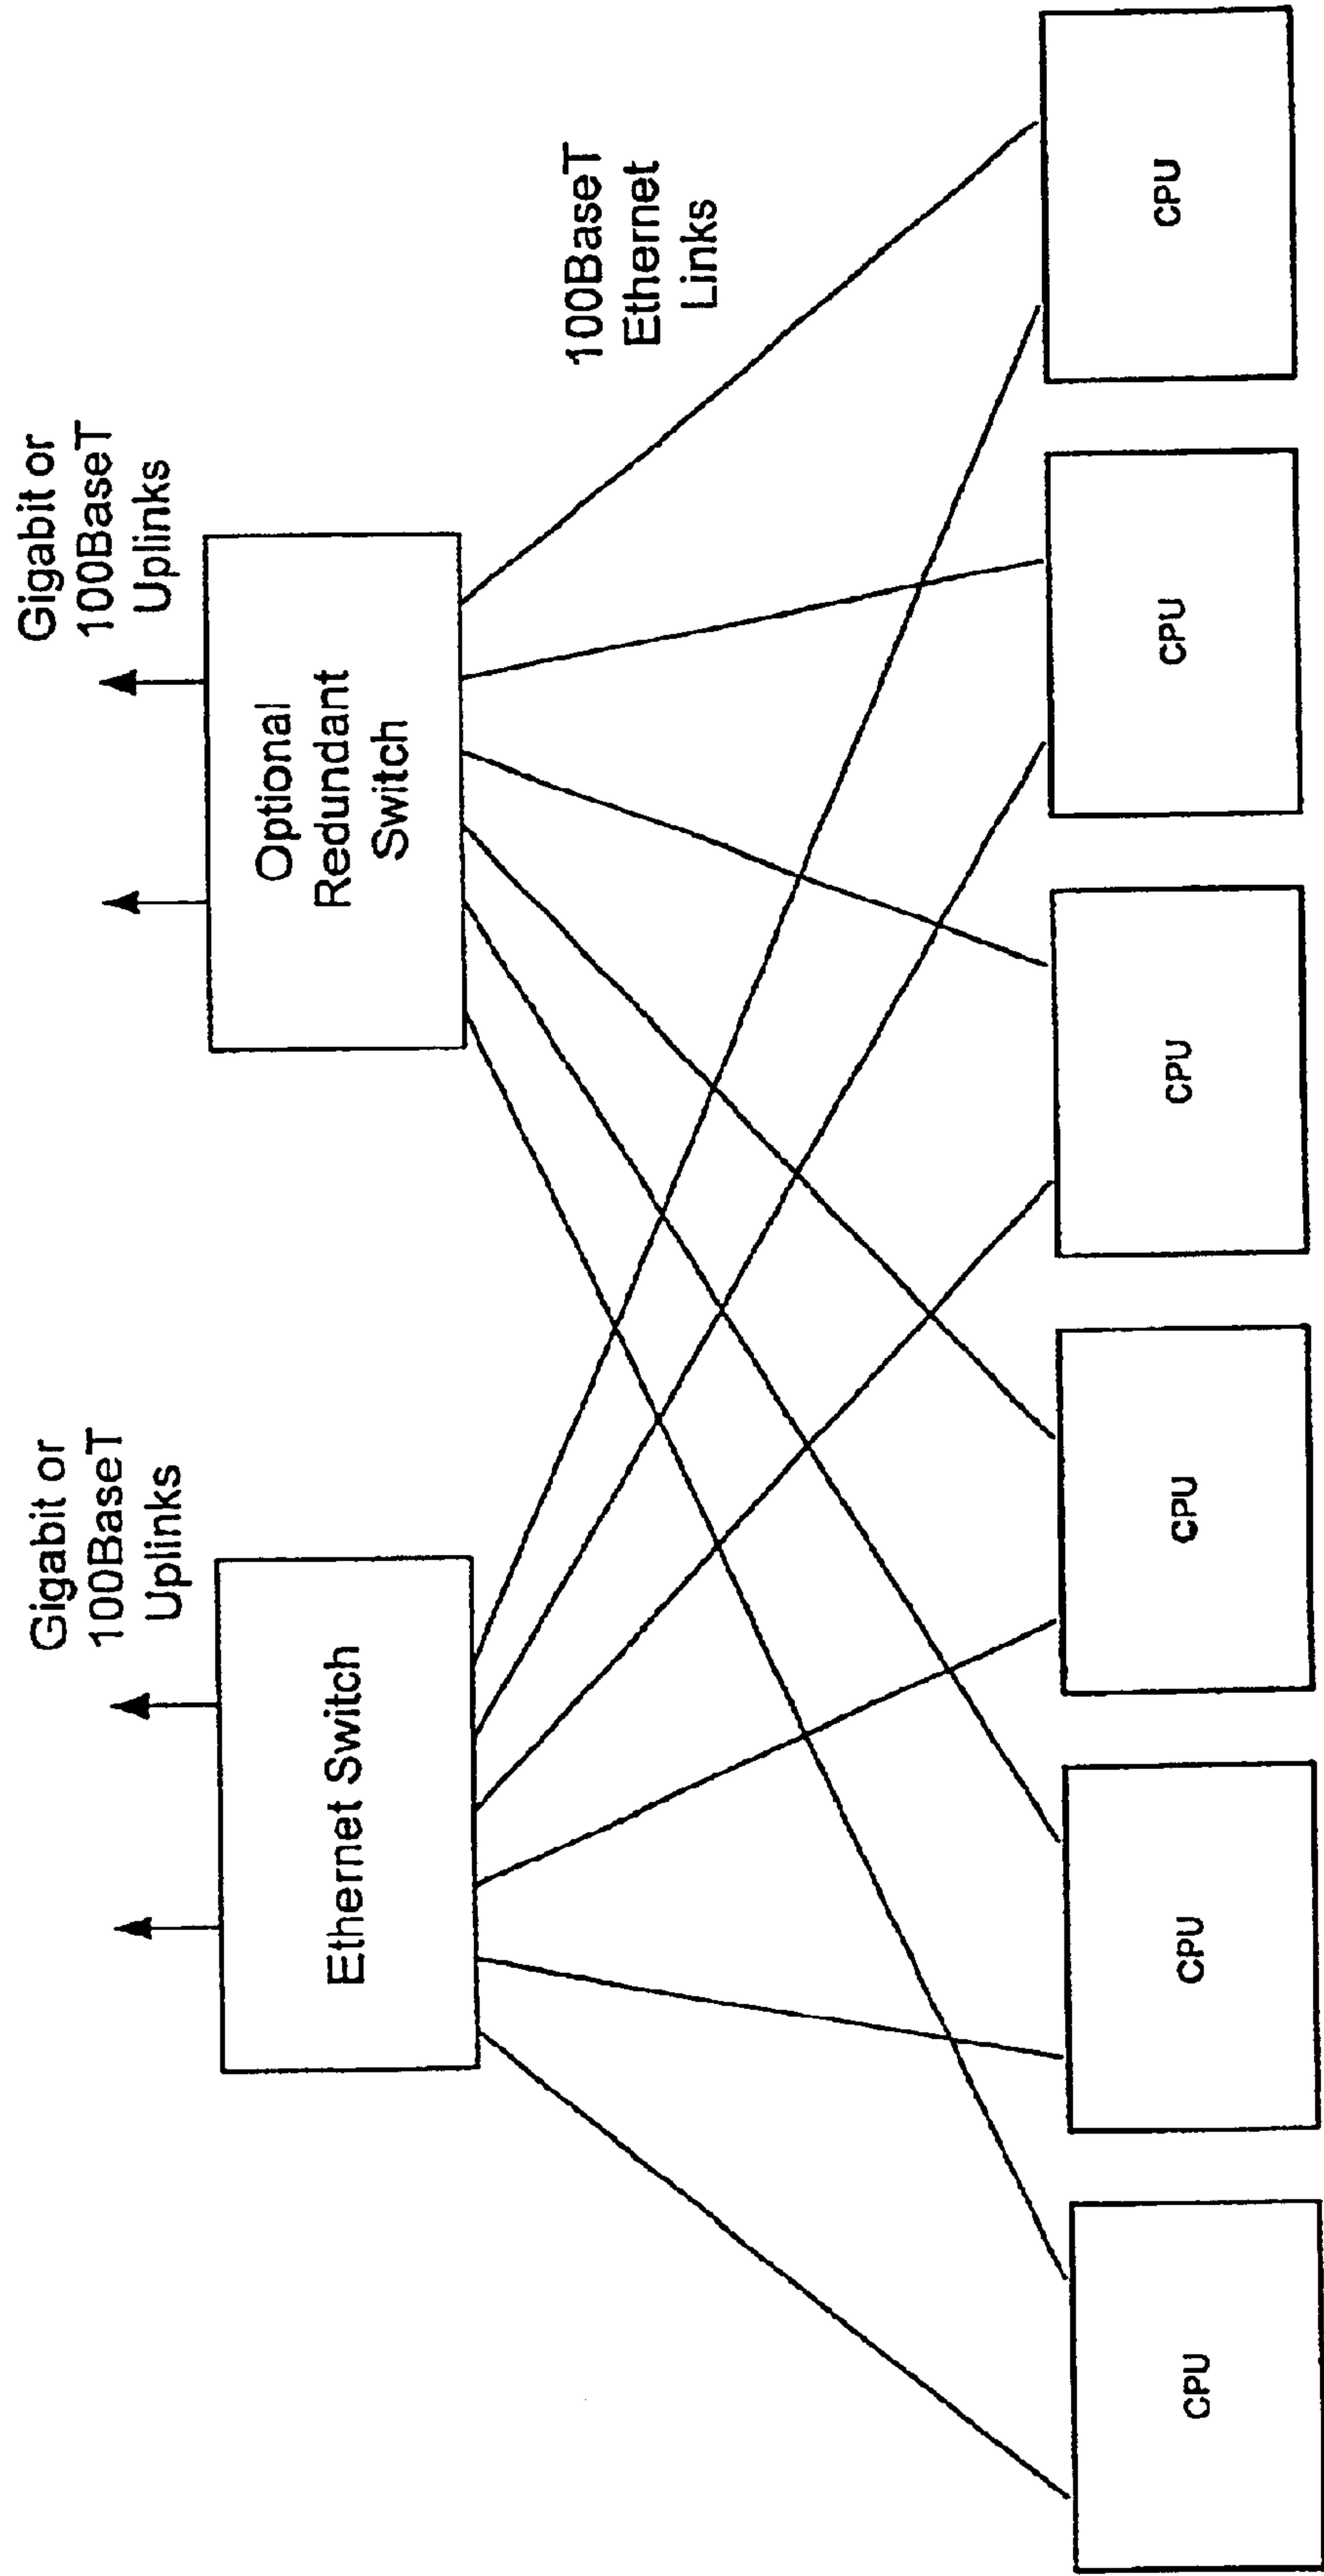 Gigabit or
100BaseT
Uplinks
Gigabit or
100BaseT
Uplinks
Ethernet Switch
Optional
Redundant
Switch
100BaseT
Ethernet
Links
CPU
CPU
CPU
CPU
CPU
CPU